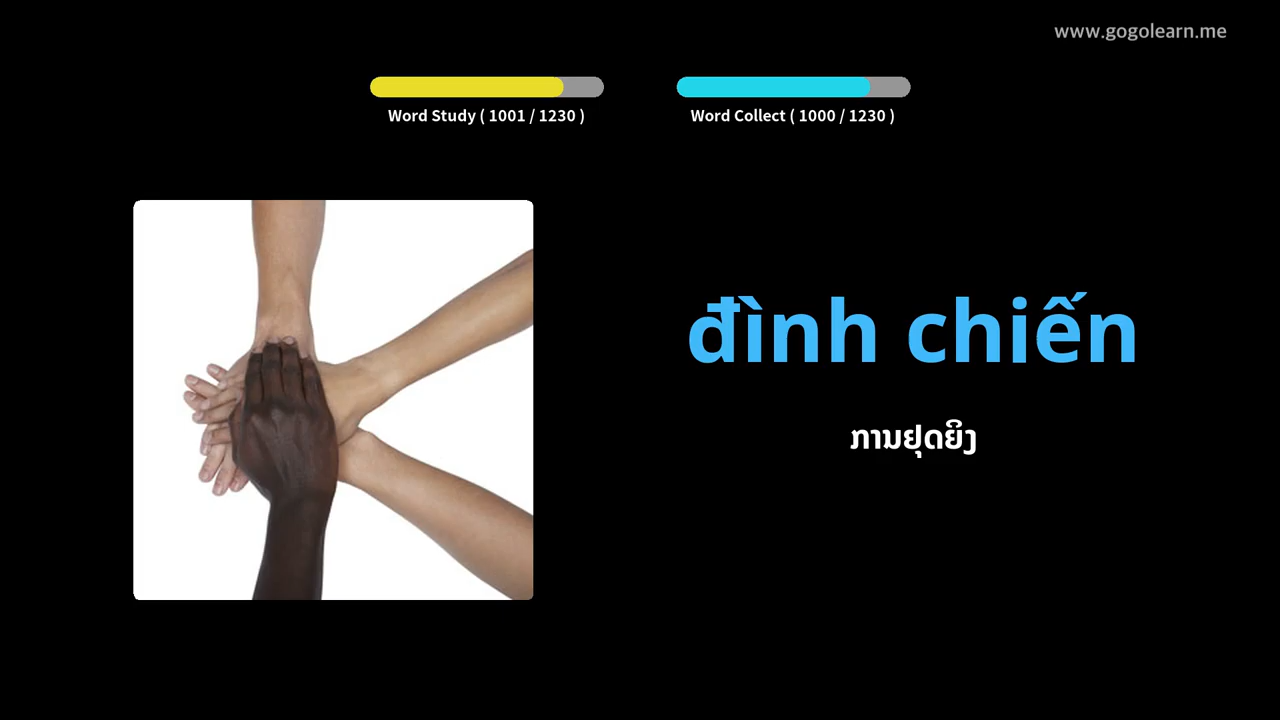 www.gogolearn.me
Word Study ( 1001 / 1230 )
Word Collect ( 1000 / 1230 )
đình chiến
ການຢຸດຍິງ